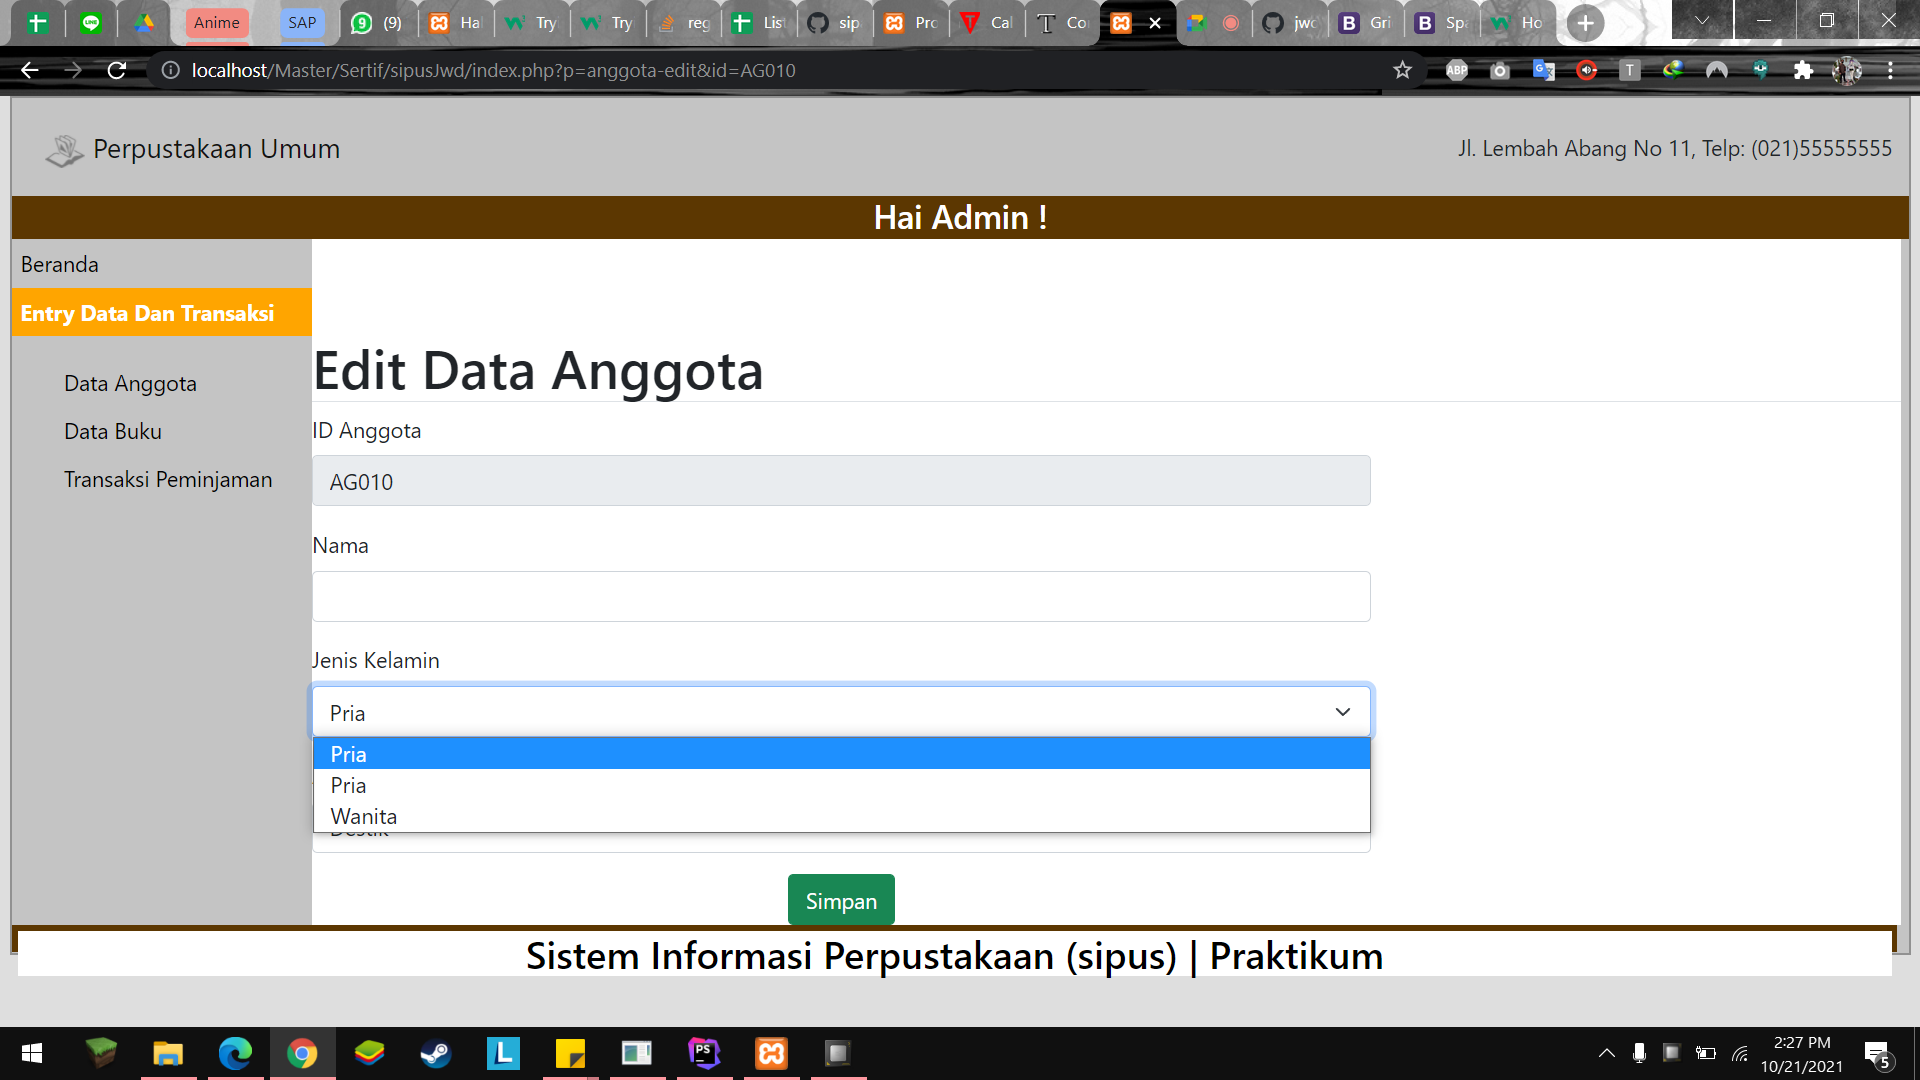 Anime
SAP
(9)
Ha
Try
Try
reg
List
sip
Pro
Cal
Co
jwc
Gri
Spa
Ho
localhost/Master/Sertif/sipusJwd/index.php?p=anggota-edit&id=AG010
ABP
T
Perpustakaan Umum
Jl. Lembah Abang No 11, Telp: (021)55555555
Hai Admin !
Beranda
Entry Data Dan Transaksi
Data Anggota
Data Buku
Transaksi Peminjaman
Edit Data Anggota
ID Anggota
AG010
Nama
Jenis Kelamin
Pria
Pria
Pria
Wanita
Simpan
Sistem Informasi Perpustakaan (sipus) | Praktikum
L
PS
2:27 PM
10/21/2021
5